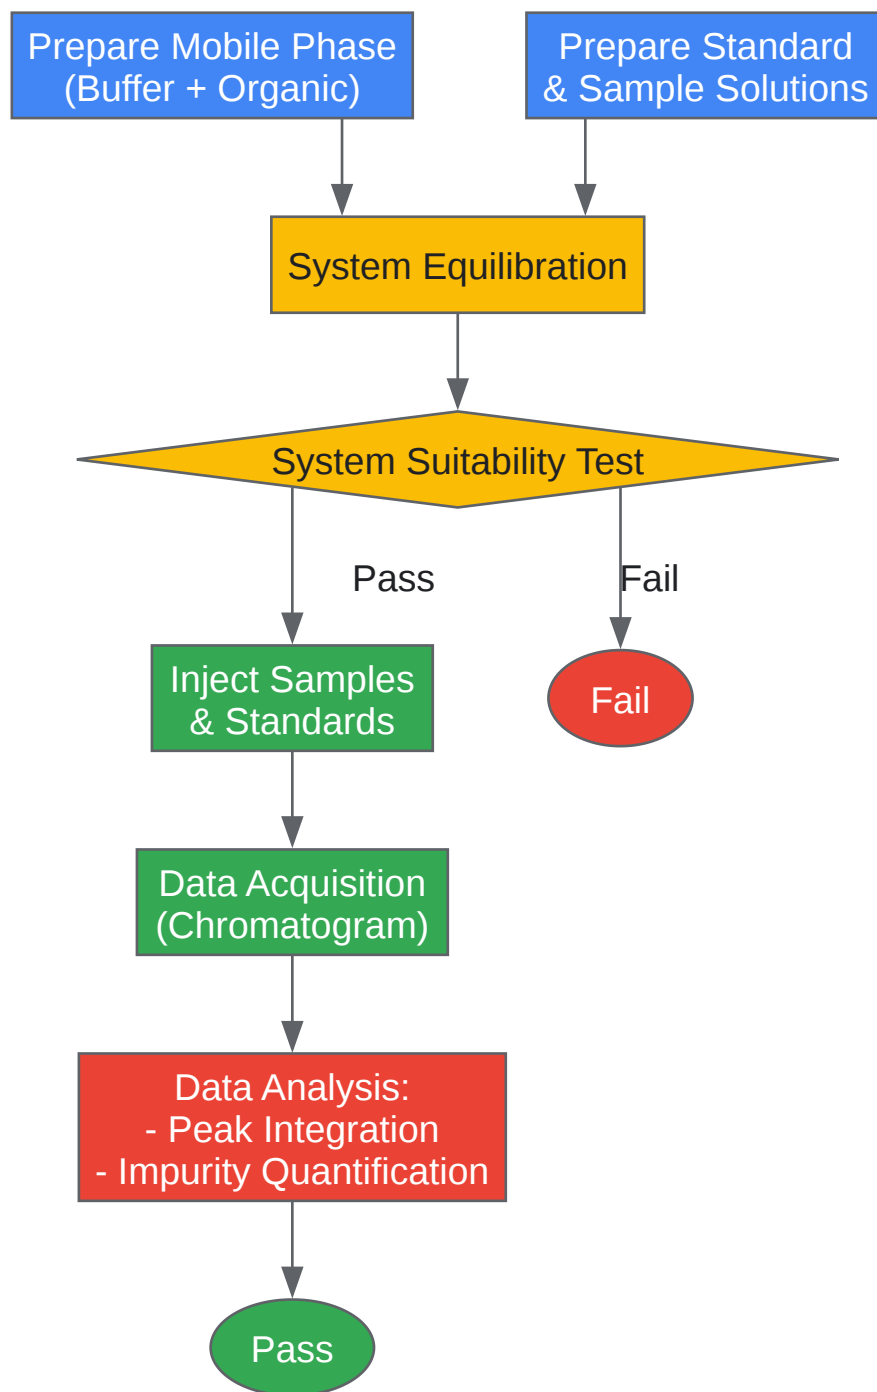 Prepare Mobile Phase
(Buffer + Organic)
Prepare Standard
& Sample Solutions
System Equilibration
System Suitability Test
Pass
Fail
Inject Samples
& Standards
Fail
Data Acquisition
(Chromatogram)
Data Analysis:
- Peak Integration
- Impurity Quantification
Pass